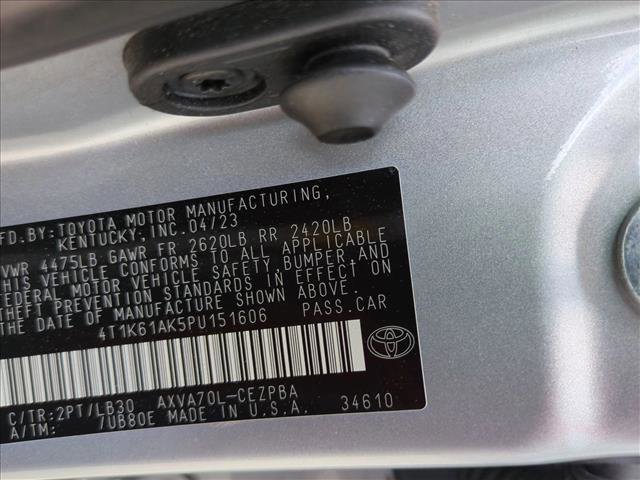 MFD.BY:TOYOTA MOTOR MANUFACTURING,
KENTUCKY,INC.04/23
GVWR 4475LB GAWR FR 2620LB RR 2420LB
THIS VEHICLE CONFORMS TO ALL APPLICABLE
FEDERAL MOTOR VEHICLE SAFETY,BUMPER,AND
THEFT PREVENTION STANDARDS IN EFFECT ON
THE DATE OF MANUFACTURE SHOWN ABOVE.
4T1K61AK5PU151606 PASS.CAR
C/TR:2PT/LB30 AXVA70L-CEZPBA
A/TM: 7UB80E MADE IN U.S.A. 34610